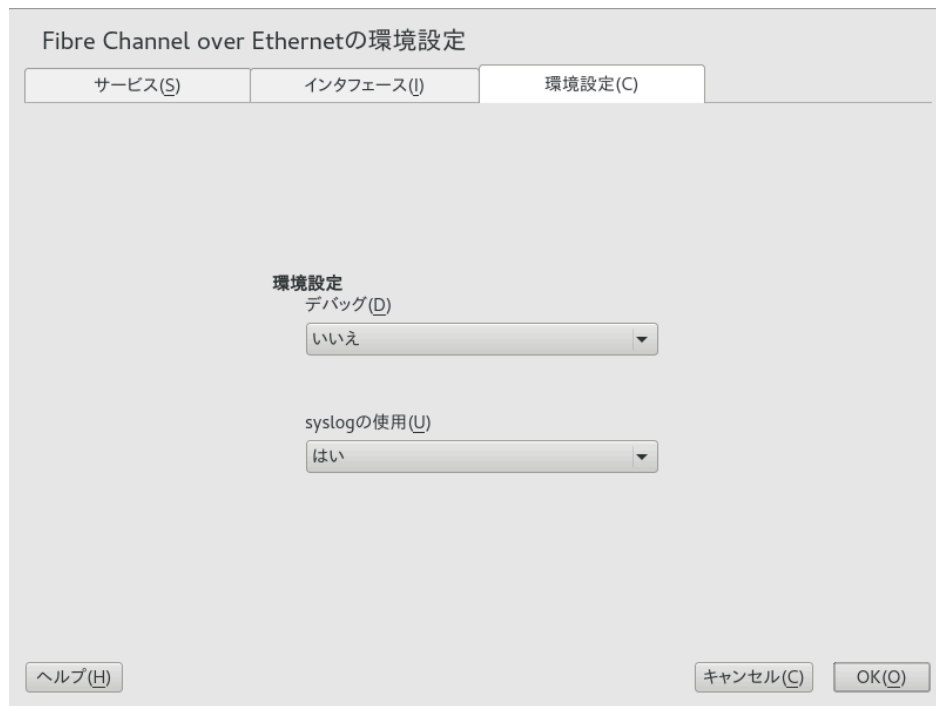 Fibre Channel over Ethernetの環境設定
サービス(S)
インタフェース(I)
環境設定(C)
環境設定
デバッグ(D)
いいえ
syslogの使用(U)
はい
ヘルプ(H)
キャンセル(C)
OK(O)